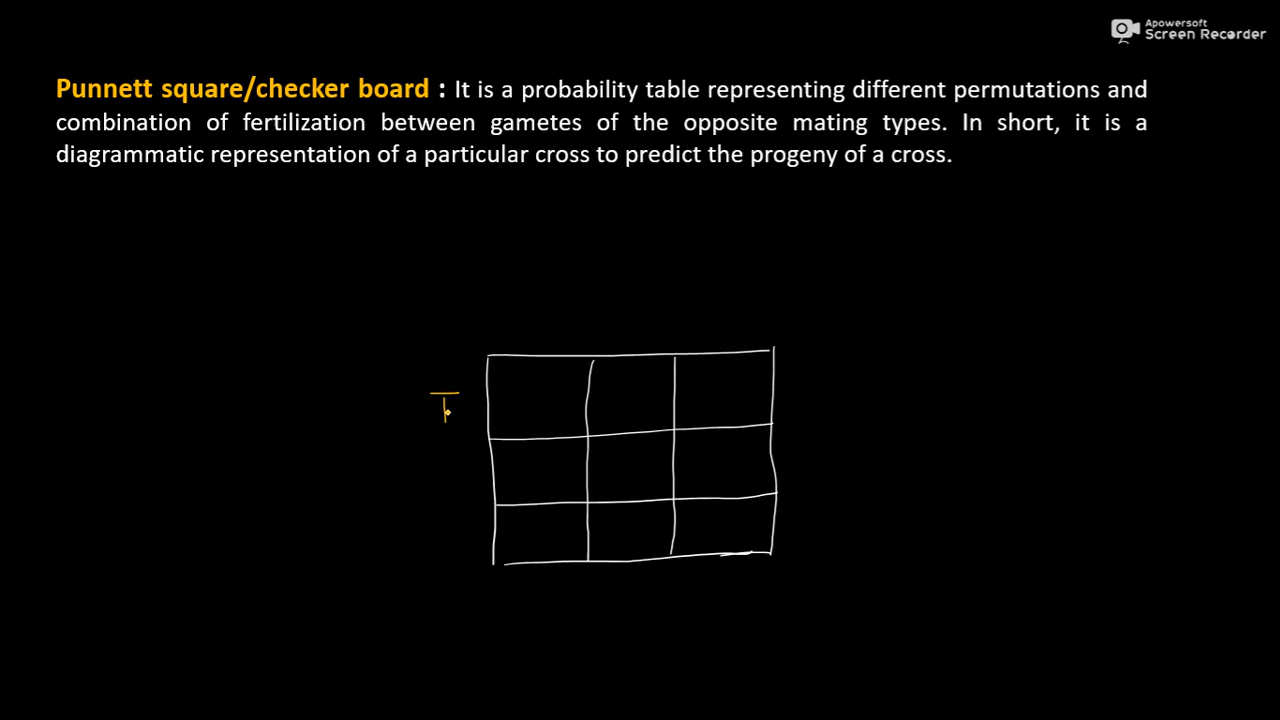 Apowersoft
Screen Recorder
Punnett square/checker board : It is a probability table representing different permutations and
combination of fertilization between gametes of the opposite mating types. In short, it is a
diagrammatic representation of a particular cross to predict the progeny of a cross.
T